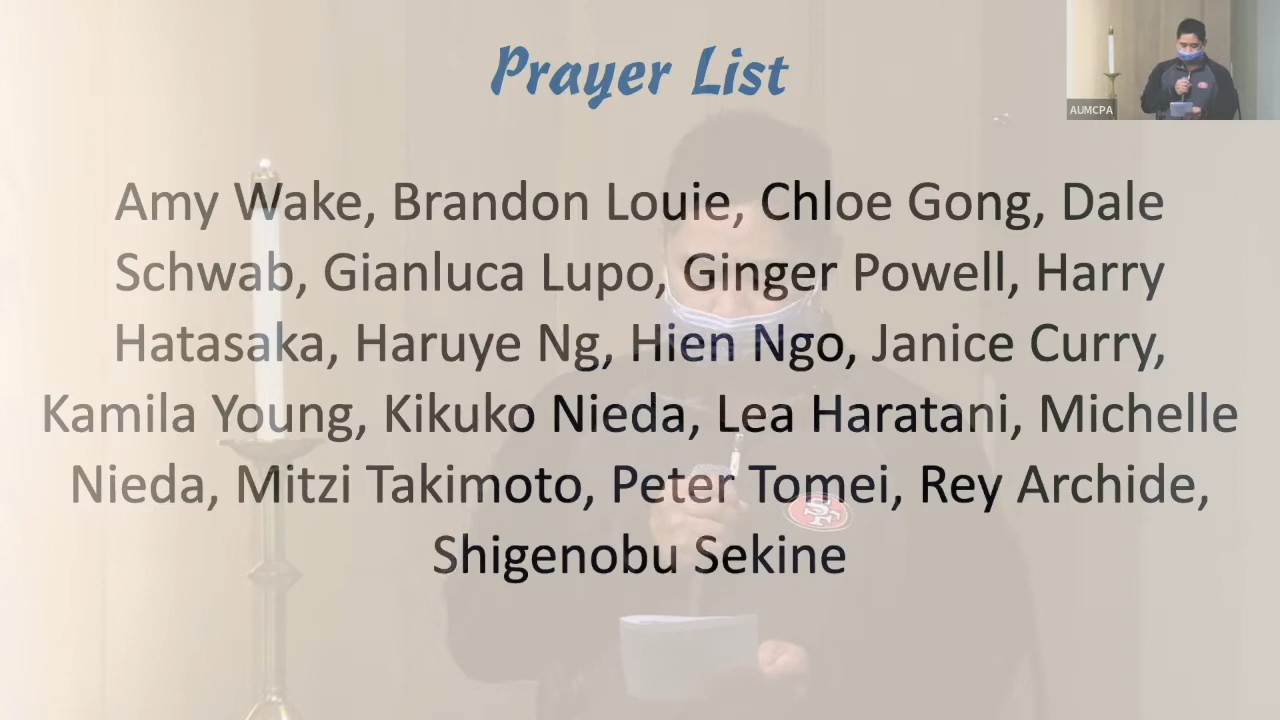 Prayer List
AUMCPA
Amy Wake, Brandon Louie, Chloe Gong, Dale
Schwab, Gianluca Lupo, Ginger Powell, Harry
Hatasaka, Haruye Ng, Hien Ngo, Janice Curry,
Kamila Young, Kikuko Nieda, Lea Haratani, Michelle
Nieda, Mitzi Takimoto, Peter Tomei, Rey Archide,
SF
Shigenobu Sekine